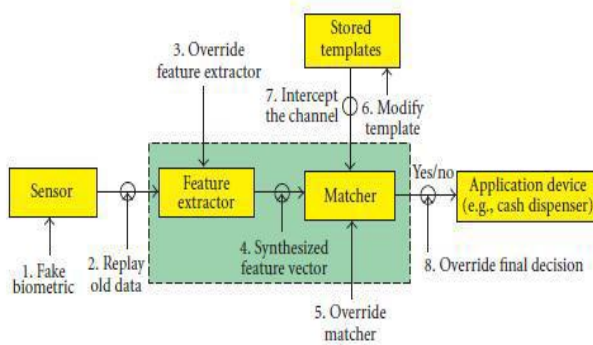 3. Override
feature extractor
Stored
templates
7. Intercept
the channel
6. Modify
template
Sensor
Feature
extractor
Matcher
Yes/no
Application device
(e.g., cash dispenser)
1. Fake
biometric
2. Replay
old data
4. Synthesized
feature vector
8. Override final decision
5. Override
matcher